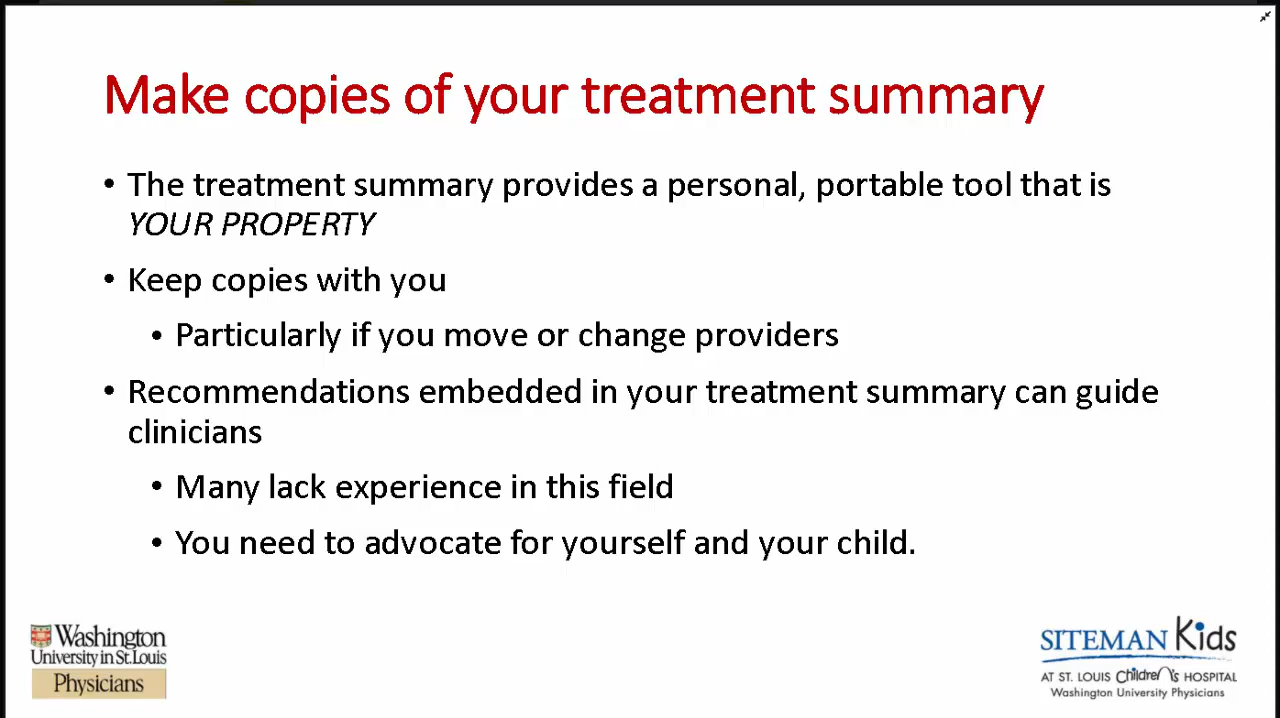 Make copies of your treatment summary
• The treatment summary provides a personal, portable tool that is
YOUR PROPERTY
• Keep copies with you
• Particularly if you move or change providers
• Recommendations embedded in your treatment summary can guide
clinicians
• Many lack experience in this field
• You need to advocate for yourself and your child.
Washington
University in St. Louis
Physicians
SITEMAN Kids
AT ST. LOUIS Children's HOSPITAL
Washington University Physicians